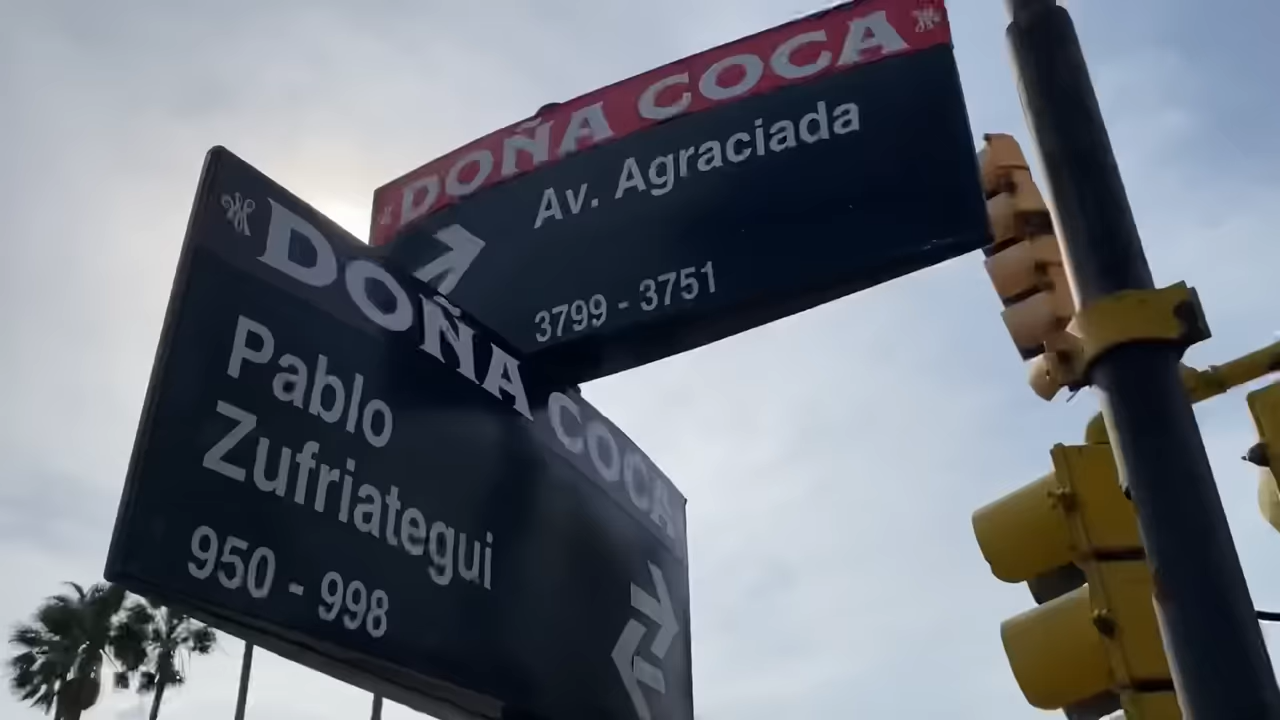 DOÑA COCA
Av. Agraciada
3799 - 3751
DOÑA COCA
Pablo
Zufriategui
950 - 998